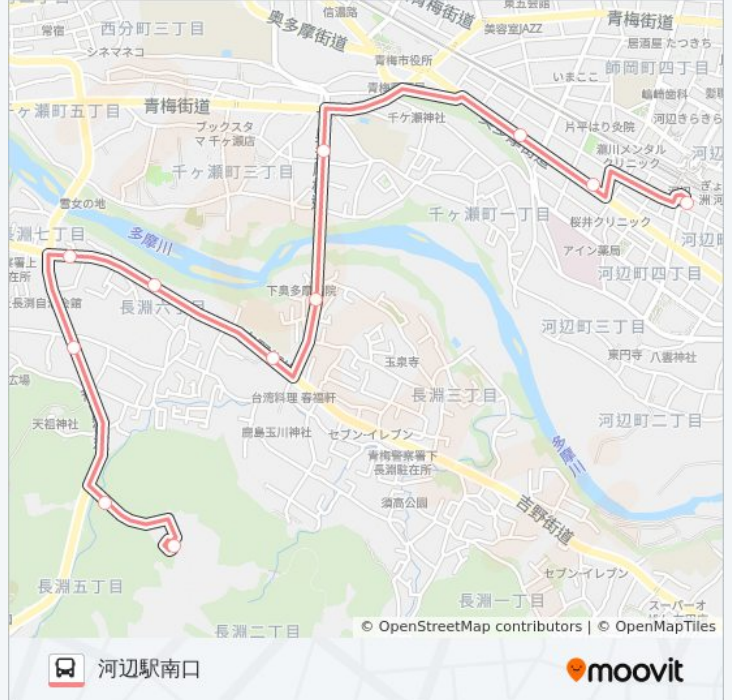 信濃路
青梅街道
東五会館
西分町三丁目
奥多摩街道
美容室JAZZ
青梅街道
常宿
シネマネコ
居酒屋 たつきち
青梅市役所
師岡町四丁目
いまここ
嶋崎歯科
ヶ瀬町五丁目
青梅街道
千ヶ瀬神社
片平はり灸院
河辺きらきら
ブックスタ
マ 千ヶ瀬店
瀬川メンタル
クリニック
千ヶ瀬町三丁目
雪女の地
千ヶ瀬町一丁目
桜井クリニック
長淵七丁目
多摩川
アイン薬局
河辺町四丁目
下奥多摩
長淵六丁目
河辺町三丁目
玉泉寺
東円寺
八雲神社
広場
台湾料理 春福軒
長淵三丁目
天祖神社
鹿島玉川神社
セブン-イレブン
河辺町二丁目
多摩川
青梅警察署下
長淵駐在所
須高公園
吉野街道
セブン-イレブン
長淵五丁目
長淵一丁目
スーパーオ
長淵二丁目
© OpenStreetMap contributors | © OpenMapTiles
河辺駅南口
moovit